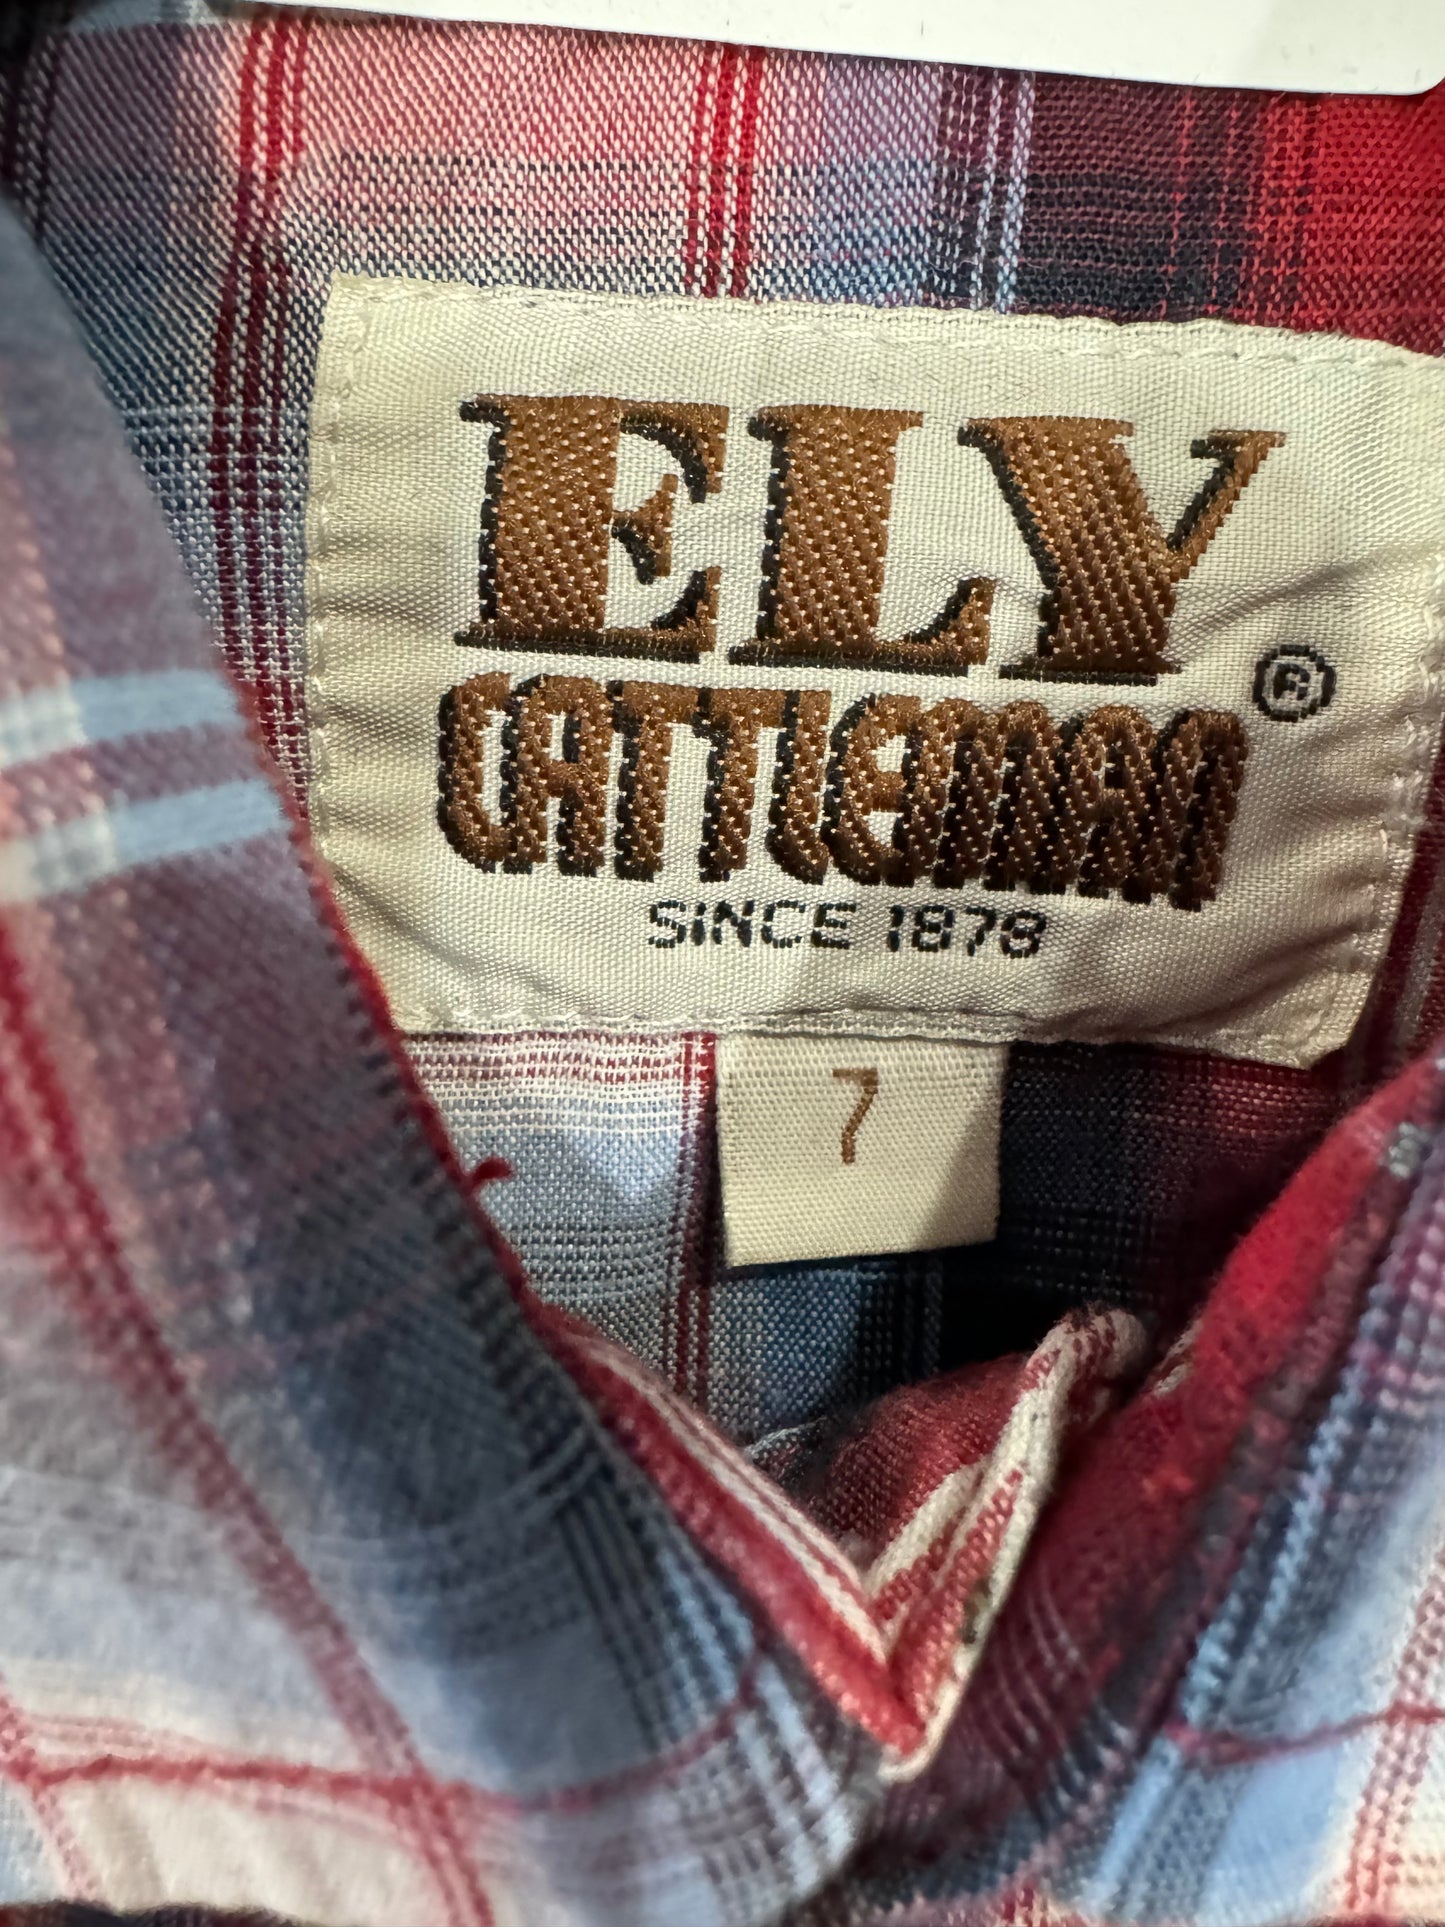 ELY
CATTLEMAN ®
SINCE 1878
7